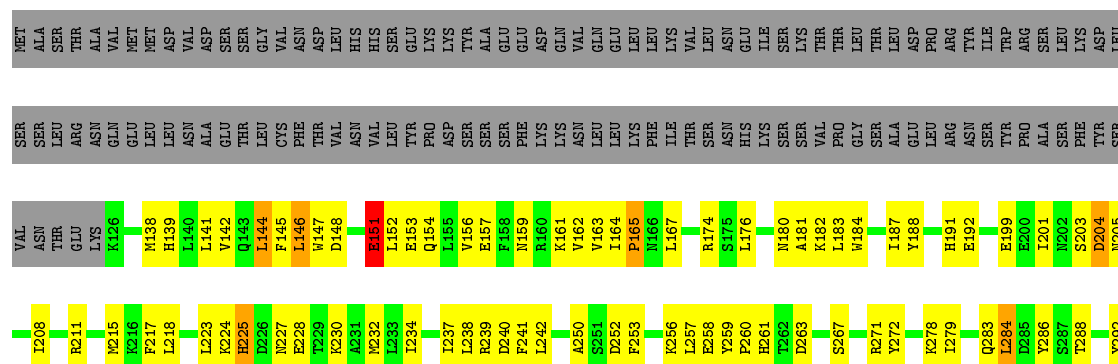 MET ALA SER THR ALA VAL MET MET ASP VAL ASP SER SER GLY VAL ASN ASP LEU HIS HIS SER GLU LYS LYS TYR ALA GLU GLU ASP GLN VAL GLN GLU LEU LEU LYS VAL LEU ASN GLU ILE SER LYS THR THR LEU THR LEU ASP PRO ARG TYR ILE TRP ARG SER LEU LYS ASP LEU
SER SER LEU ARG ASN GLN GLU LEU LEU ASN ALA GLU THR LEU CYS PHE THR VAL ASN VAL LEU TYR PRO ASP SER SER SER PHE LYS LYS ASN LEU LEU LYS PHE ILE THR SER ASN HIS LYS SER VAL PRO GLY SER ALA GLU LEU ARG ASN SER TYR PRO ALA SER PHE TYR SER
VAL ASN THR GLU LYS K126 M138 H139 L140 L141 V142 Q143 L144 F145 L146 W147 D148 E151 L152 E153 Q154 L155 V156 E157 F158 N159 R160 K161 V162 V163 I164 P165 N166 L167 R174 S175 L176 N180 A181 K182 L183 W184 I187 Y188 H191 E192 E199 E200 I201 N202 S203 D204 N205
I208 R211 M215 K216 F217 L218 L223 K224 H225 D226 N227 E228 T229 K230 A231 M232 L233 I234 I237 L238 R239 D240 F241 L242 A250 S251 D252 F253 K256 L257 E258 Y259 P260 H261 T262 D263 S267 R271 Y272 K278 I279 Q283 L284 D285 Y286 S287 T288